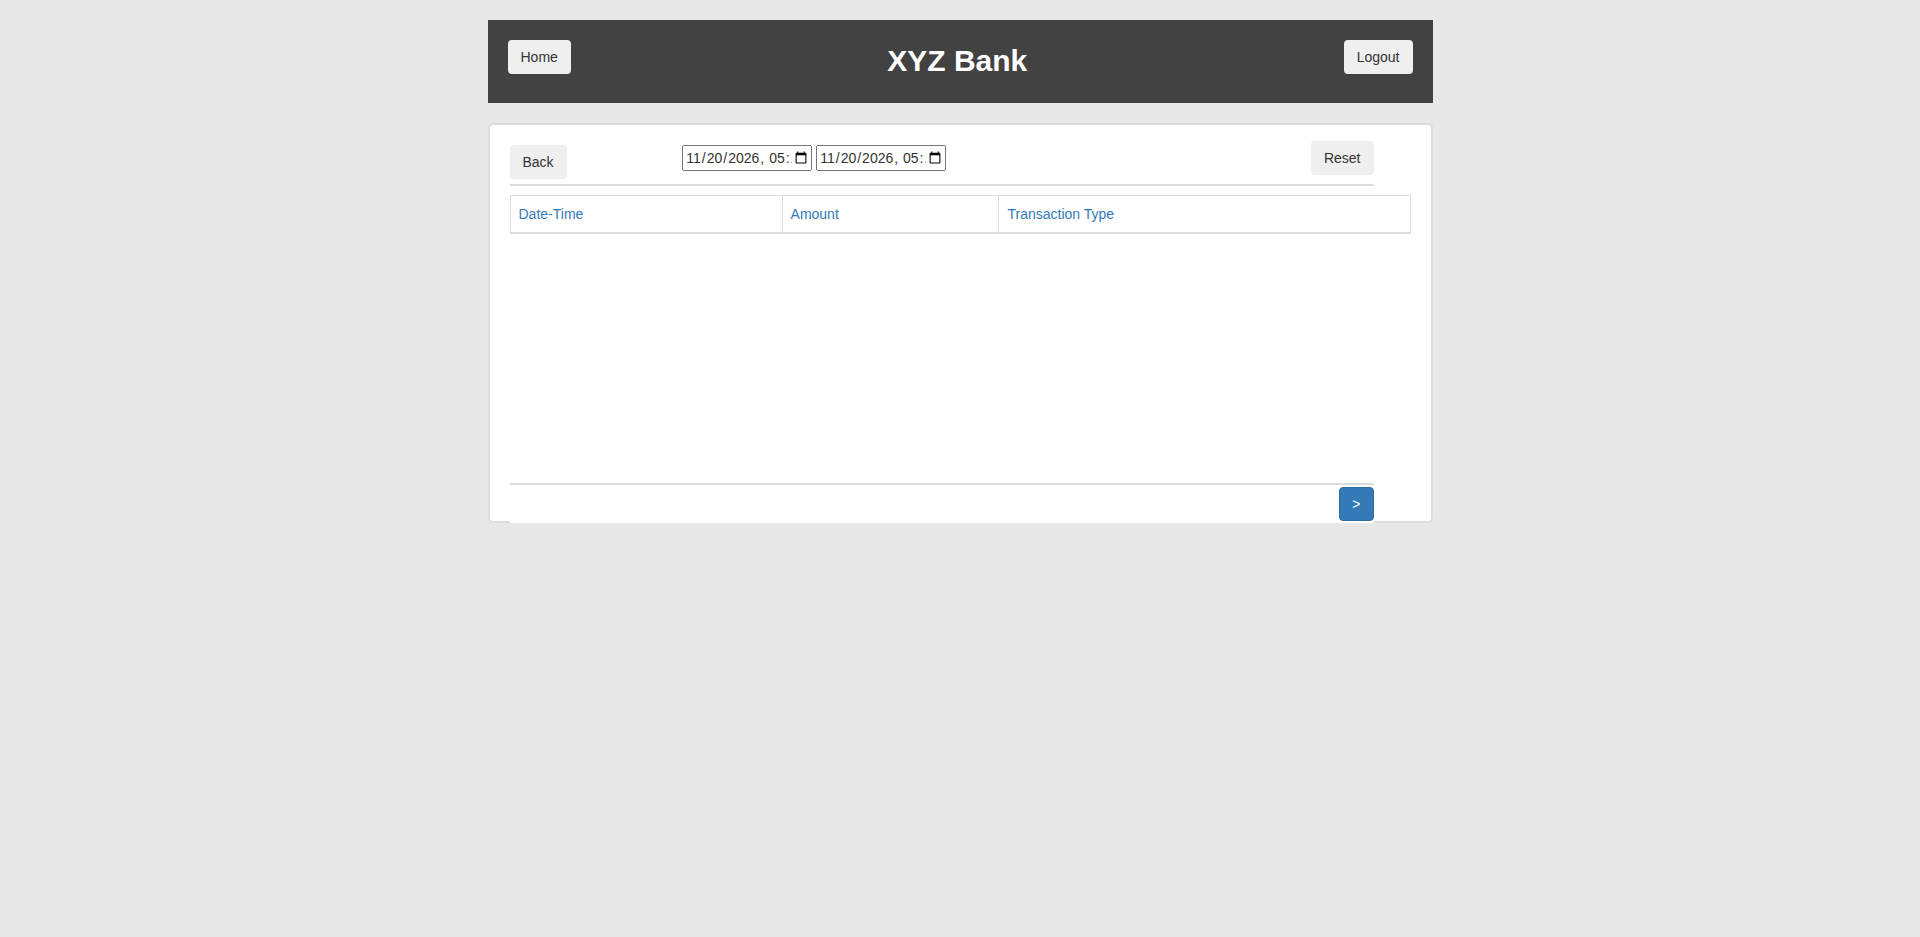 Home XYZ Bank Logout
Back 11/20/2026, 05: 11/20/2026, 05: Reset
Date-Time Amount Transaction Type
>